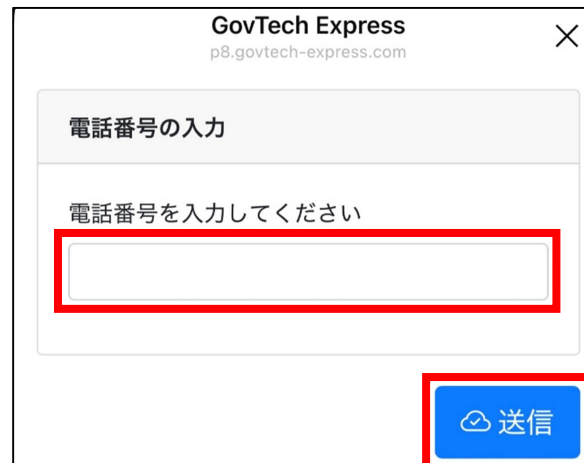 GovTech Express
p8.govtech-express.com
電話番号の入力
電話番号を入力してください
送信